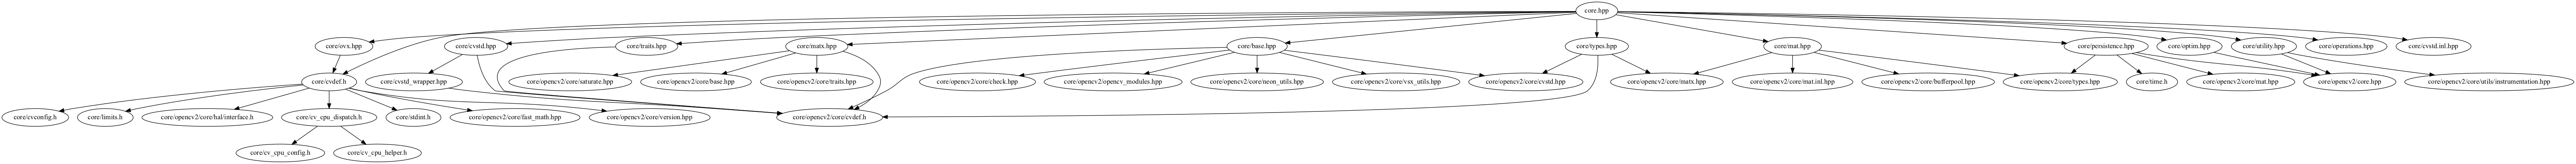 core.hpp
core/ovx.hpp
core/cvstd.hpp
core/traits.hpp
core/matx.hpp
core/base.hpp
core/types.hpp
core/mat.hpp
core/persistence.hpp
core/optim.hpp
core/utility.hpp
core/operations.hpp
core/cvstd.inl.hpp
core/cvdef.h
core/cvstd_wrapper.hpp
core/opencv2/core/saturate.hpp
core/opencv2/core/base.hpp
core/opencv2/core/traits.hpp
core/opencv2/core/check.hpp
core/opencv2/opencv_modules.hpp
core/opencv2/core/neon_utils.hpp
core/opencv2/core/vsx_utils.hpp
core/opencv2/core/cvstd.hpp
core/opencv2/core/matx.hpp
core/opencv2/core/mat.inl.hpp
core/opencv2/core/bufferpool.hpp
core/opencv2/core/types.hpp
core/time.h
core/opencv2/core/mat.hpp
core/opencv2/core.hpp
core/opencv2/core/utils/instrumentation.hpp
core/cvconfig.h
core/limits.h
core/opencv2/core/hal/interface.h
core/cv_cpu_dispatch.h
core/stdint.h
core/opencv2/core/fast_math.hpp
core/opencv2/core/version.hpp
core/opencv2/core/cvdef.h
core/cv_cpu_config.h
core/cv_cpu_helper.h